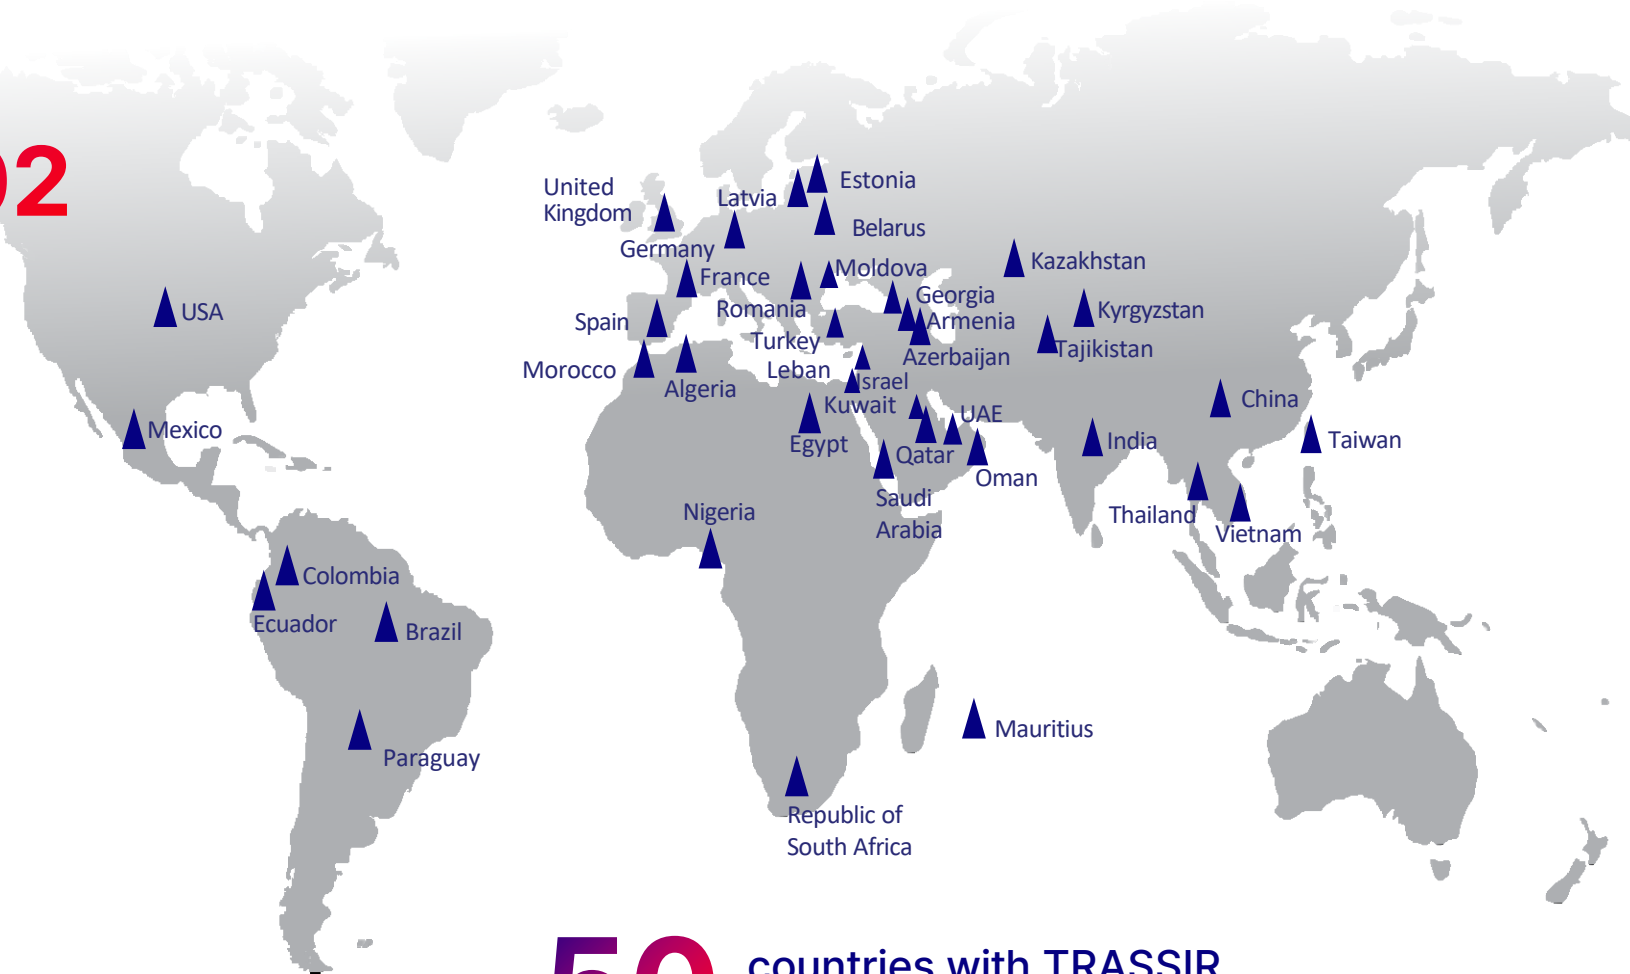 02
United
Kingdom
Latvia
Estonia
Belarus
Germany
France
Moldova
Kazakhstan
USA
Spain
Romania
Georgia
Armenia
Kyrgyzstan
Turkey
Azerbaijan
Tajikistan
Morocco
Algeria
Leban
Israel
Kuwait
UAE
China
Mexico
Egypt
Qatar
Oman
India
Taiwan
Saudi
Arabia
Nigeria
Thailand
Vietnam
Colombia
Ecuador
Brazil
Mauritius
Paraguay
Republic of
South Africa
50 countries with TRASSIR